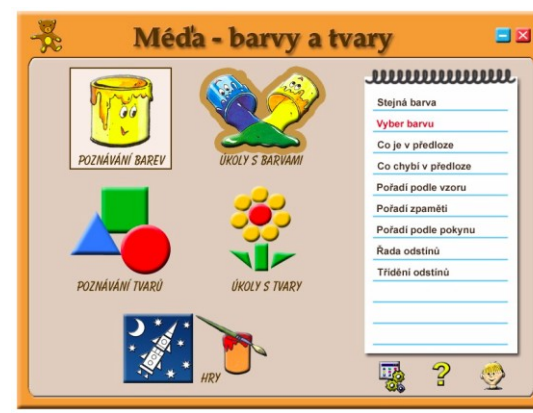 Méďa - barvy a tvary
POZNÁVÁNÍ BAREV
ÚKOLY S BARVAMI
POZNÁVÁNÍ TVARŮ
ÚKOLY S TVARY
HRY
Stejná barva
Vyber barvu
Co je v předloze
Co chybí v předloze
Pořadí podle vzoru
Pořadí zpaměti
Pořadí podle pokynu
Řada odstínů
Třídění odstínů